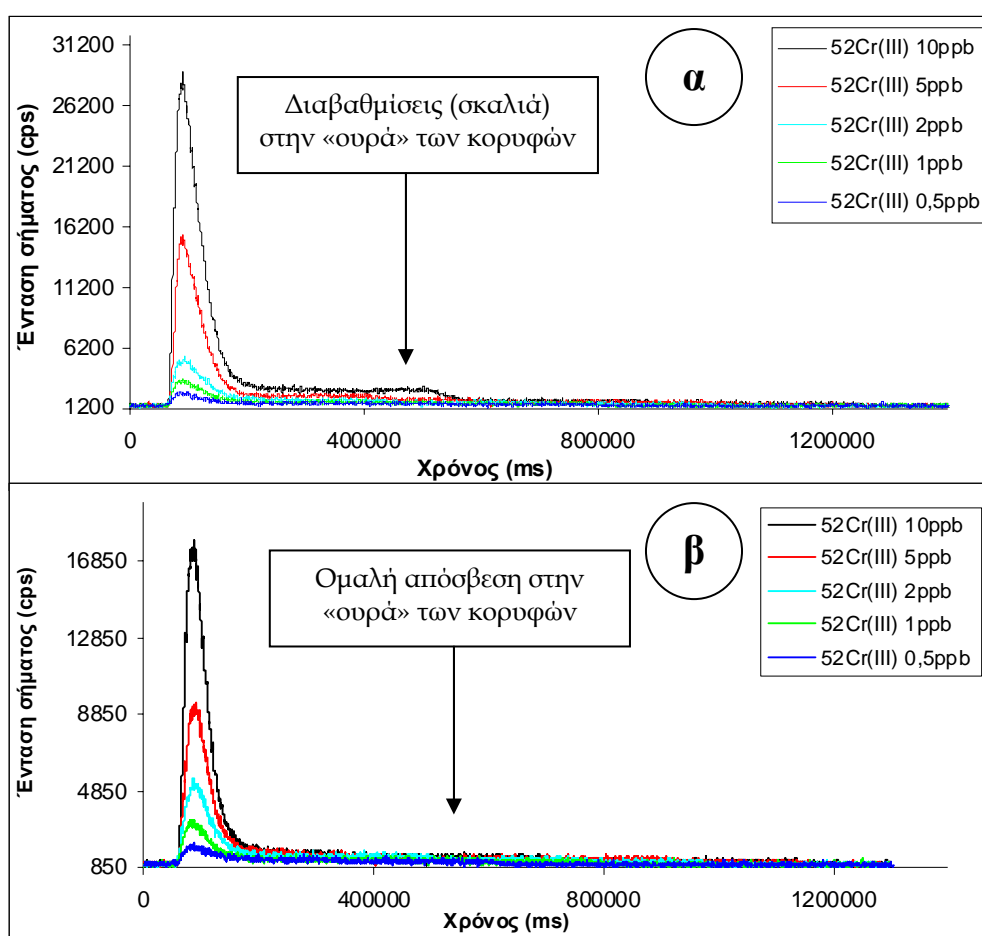 31200
26200
21200
16200
11200
6200
1200
Ένταση σήματος (cps)
Διαβαθμίσεις (σκαλιά)
στην «ουρά» των κορυφών
α
52Cr(III) 10ppb
52Cr(III) 5ppb
52Cr(III) 2ppb
52Cr(III) 1ppb
52Cr(III) 0,5ppb
0 400000 800000 1200000
Χρόνος (ms)
16850
12850
8850
4850
850
Ένταση σήματος (cps)
Ομαλή απόσβεση στην
«ουρά» των κορυφών
β
52Cr(III) 10ppb
52Cr(III) 5ppb
52Cr(III) 2ppb
52Cr(III) 1ppb
52Cr(III) 0,5ppb
0 400000 800000 1200000
Χρόνος (ms)